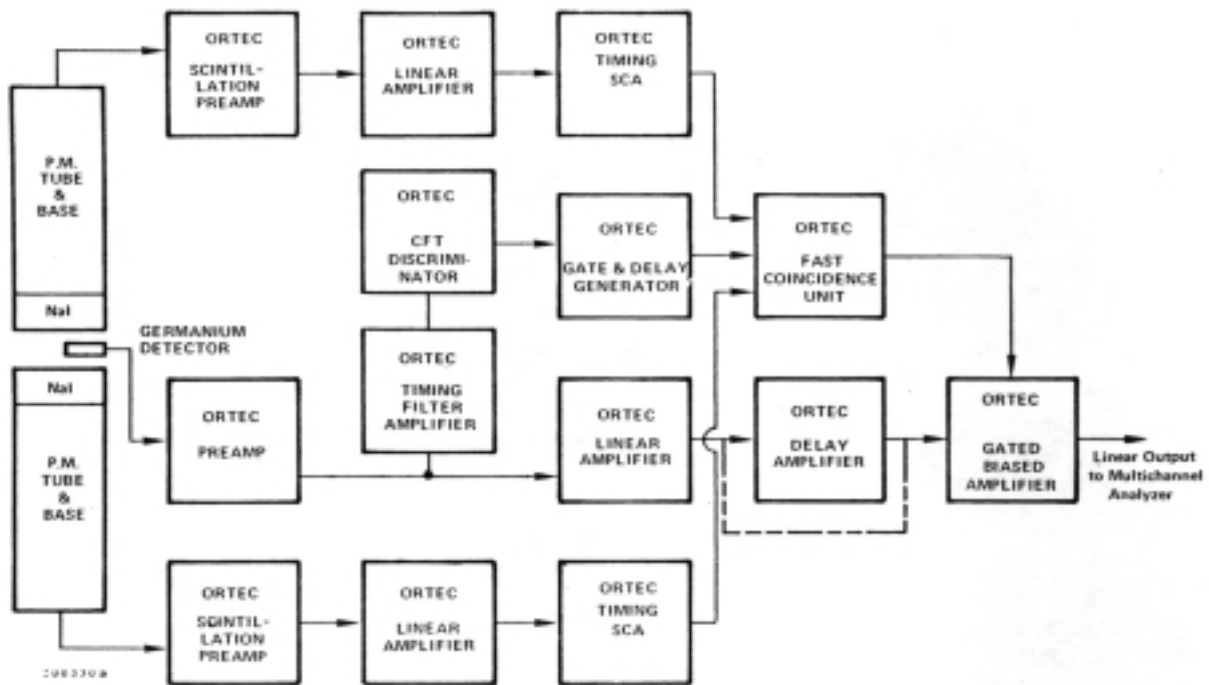 ORTEC
SCINTIL-
LATION
PREAMP
ORTEC
LINEAR
AMPLIFIER
ORTEC
TIMING
SCA
P.M.
TUBE
&
BASE
NaI
ORTEC
CFT
DISCRIMI-
NATOR
ORTEC
GATE & DELAY
GENERATOR
ORTEC
FAST
COINCIDENCE
UNIT
GERMANIUM
DETECTOR
ORTEC
TIMING
FILTER
AMPLIFIER
NaI
P.M.
TUBE
&
BASE
ORTEC
PREAMP
ORTEC
LINEAR
AMPLIFIER
ORTEC
DELAY
AMPLIFIER
ORTEC
GATED
BIASED
AMPLIFIER
Linear Output
to Multichannel
Analyzer
ORTEC
SCINTIL-
LATION
PREAMP
ORTEC
LINEAR
AMPLIFIER
ORTEC
TIMING
SCA